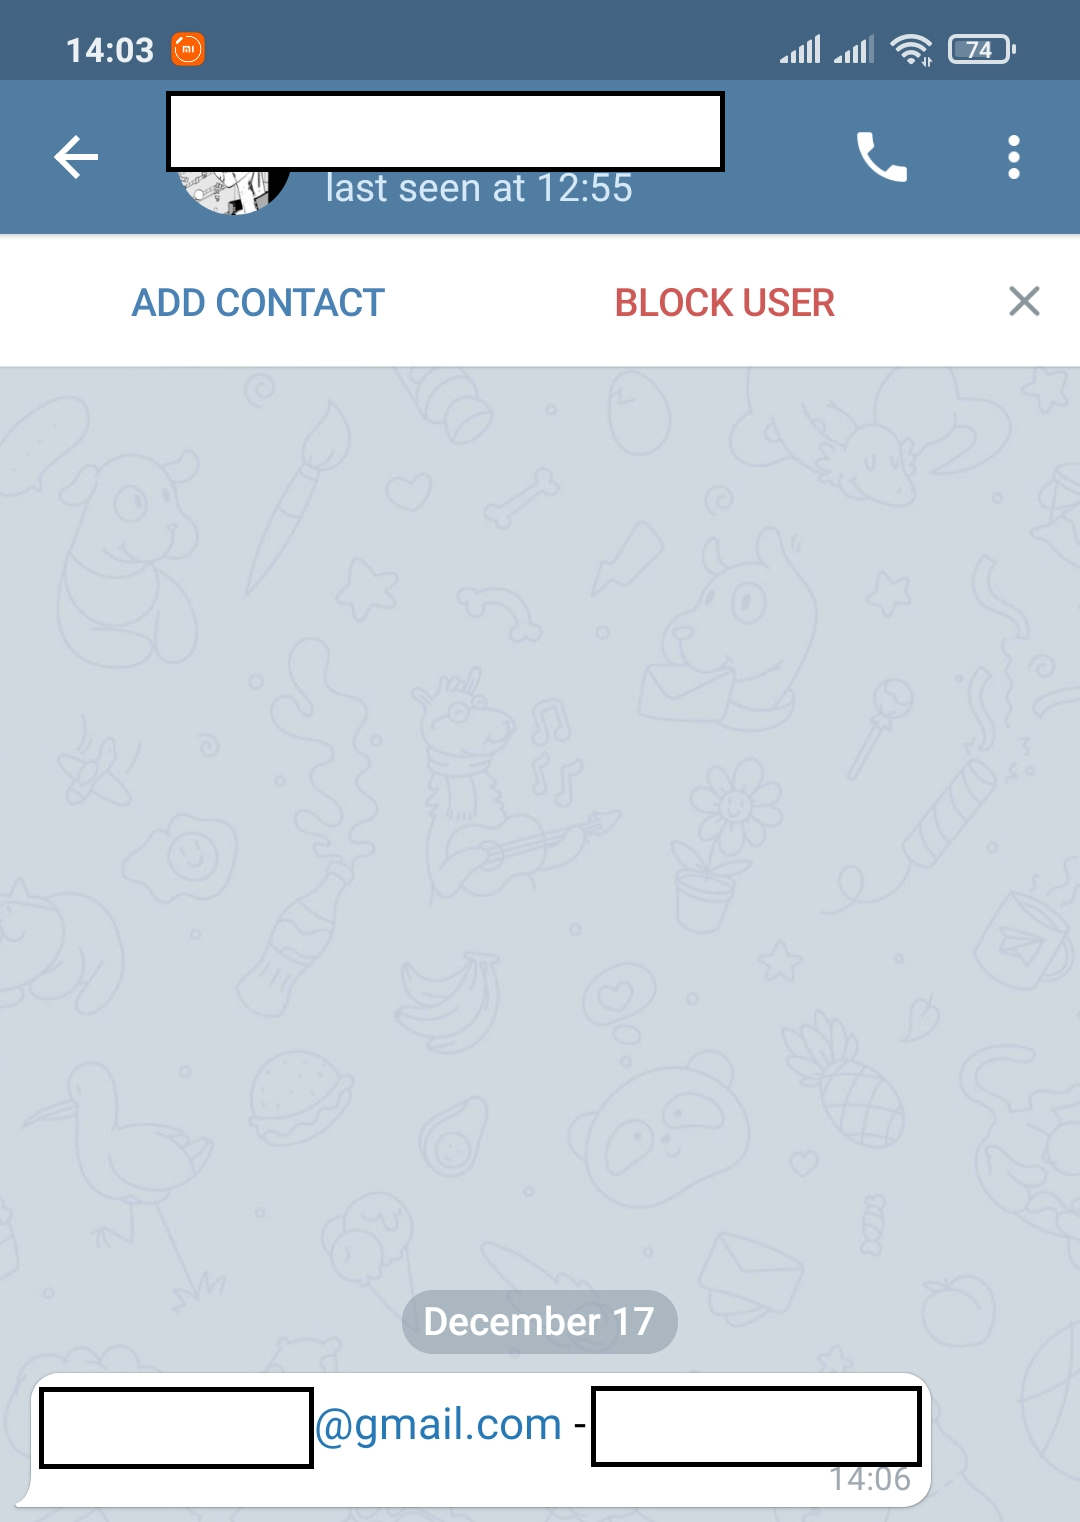 14:03
74
last seen at 12:55
ADD CONTACT
BLOCK USER
December 17
@gmail.com -
14:06